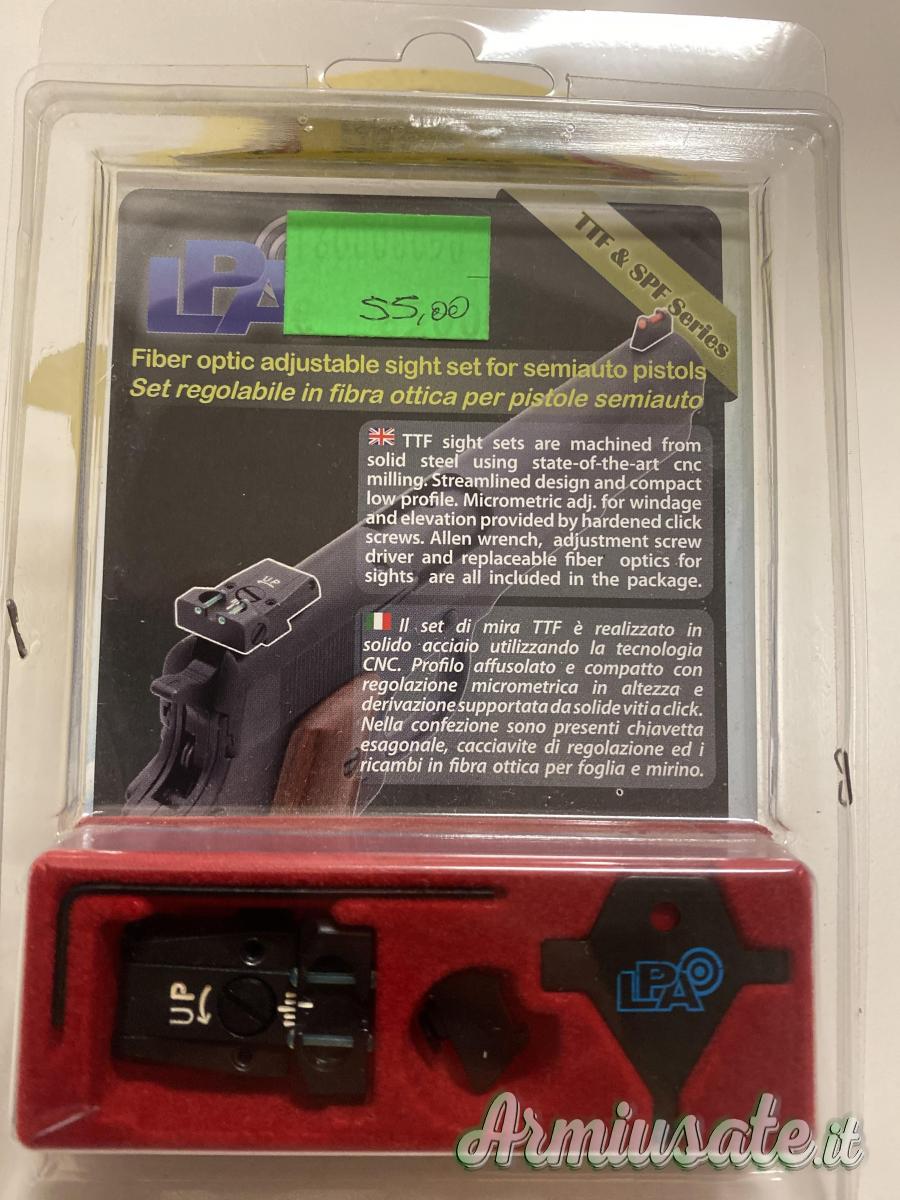 LPA
55,00
TTF & SPF Series
Fiber optic adjustable sight set for semiauto pistols
Set regolabile in fibra ottica per pistole semiauto
TTF sight sets are machined from
solid steel using state-of-the-art cnc
milling. Streamlined design and compact
low profile. Micrometric adj. for windage
and elevation provided by hardened click
screws. Allen wrench, adjustment screw
driver and replaceable fiber optics for
sights are all included in the package.
UP
Il set di mira TTF è realizzato in
solido acciaio utilizzando la tecnologia
CNC. Profilo affusolato e compatto con
regolazione micrometrica in altezza e
derivazione supportata da solide viti a click.
Nella confezione sono presenti chiavetta
esagonale, cacciavite di regolazione ed i
ricambi in fibra ottica per foglia e mirino.
UP
LPA
Armiusate.it